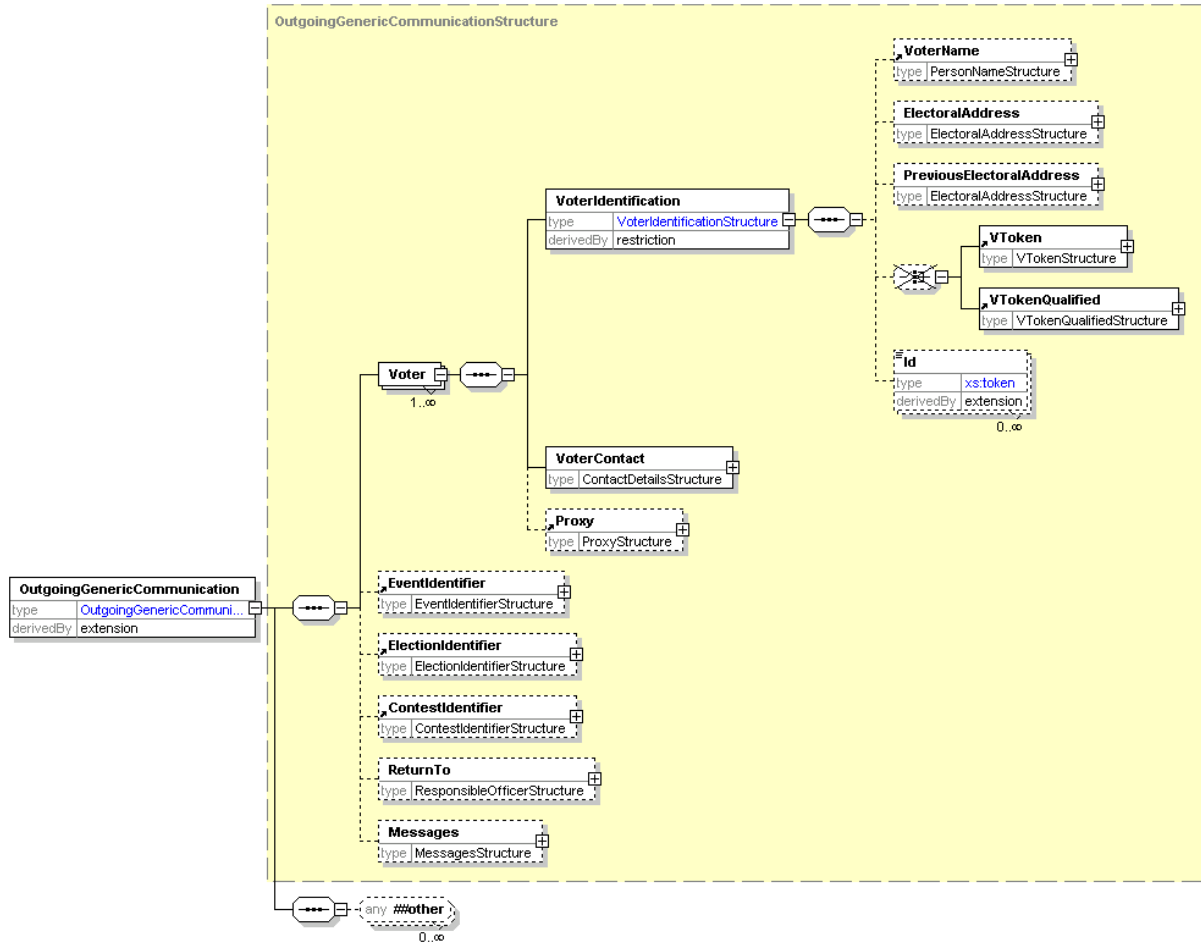 OutgoingGenericCommunicationStructure
VoterName
type PersonNameStructure
ElectoralAddress
type ElectoralAddressStructure
PreviousElectoralAddress
type ElectoralAddressStructure
VoterIdentification
type VoterIdentificationStructure
derivedBy restriction
VToken
type VTokenStructure
VTokenQualified
type VTokenQualifiedStructure
Id
type xs:token
derivedBy extension
0..∞
Voter
1..∞
VoterContact
type ContactDetailsStructure
Proxy
type ProxyStructure
OutgoingGenericCommunication
type OutgoingGenericCommuni...
derivedBy extension
EventIdentifier
type EventIdentifierStructure
ElectionIdentifier
type ElectionIdentifierStructure
ContestIdentifier
type ContestIdentifierStructure
ReturnTo
type ResponsibleOfficerStructure
Messages
type MessagesStructure
any ##other
0..∞